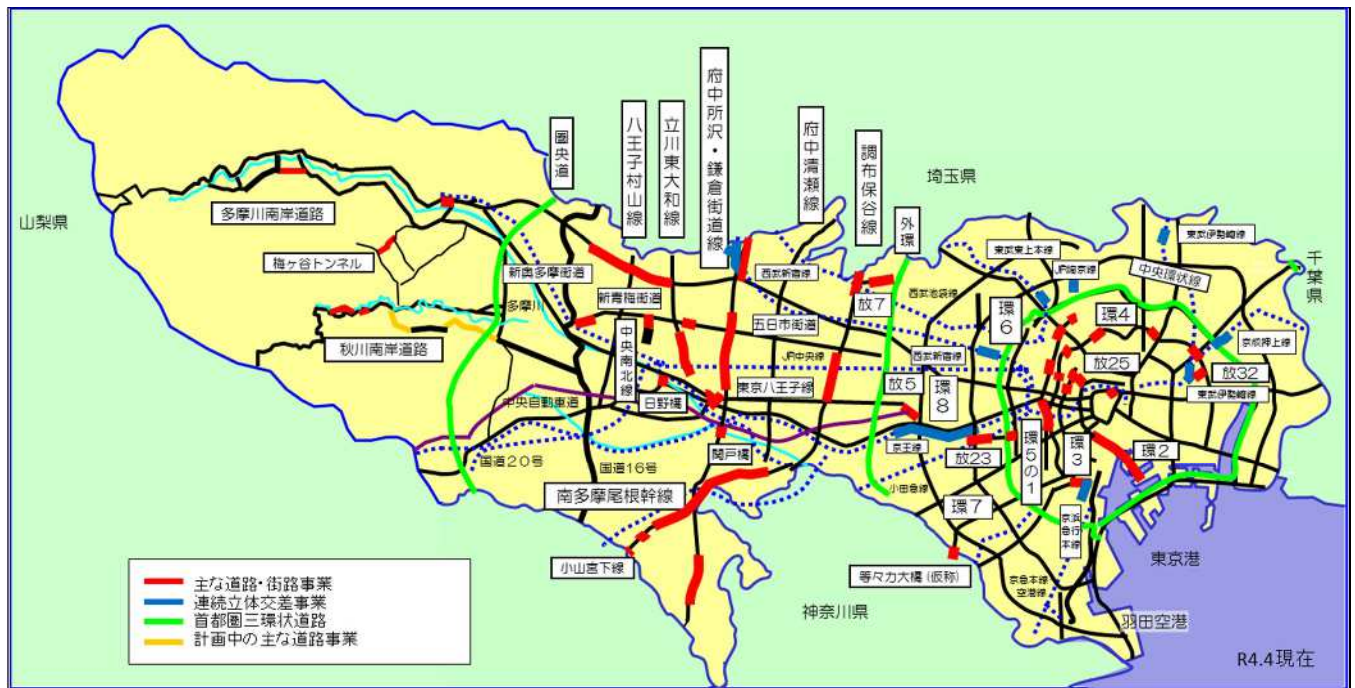 圏央道
八王子村山線
立川東大和線
府中所沢・鎌倉街道線
府中清瀬線
調布保谷線
外環
埼玉県
山梨県
千葉県
多摩川南岸道路
梅ヶ谷トンネル
新奥多摩街道
新青梅街道
多摩川
秋川南岸道路
中央南北線
五日市街道
西武新宿線
JR中央線
東京八王子線
日野橋
中央自動車道
国道20号
国道16号
関戸橋
南多摩尾根幹線
小山宮下線
放7
西武池袋線
西武新宿線
東武東上本線
JR埼京線
東武伊勢崎線
中央環状線
環6
環4
京成押上線
放25
放32
東武伊勢崎線
放5
環8
京王線
放23
環5の1
環3
環2
小田急線
環7
京浜急行本線
等々力大橋(仮称)
京急本線
空港線
東京港
神奈川県
羽田空港
主な道路・街路事業
連続立体交差事業
首都圏三環状道路
計画中の主な道路事業
R4.4現在